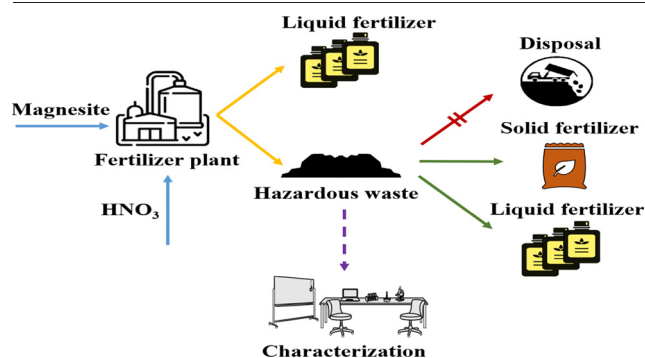 Liquid fertilizer
Disposal
Magnesite
Fertilizer plant
Solid fertilizer
Hazardous waste
HNO₃
Liquid fertilizer
Characterization